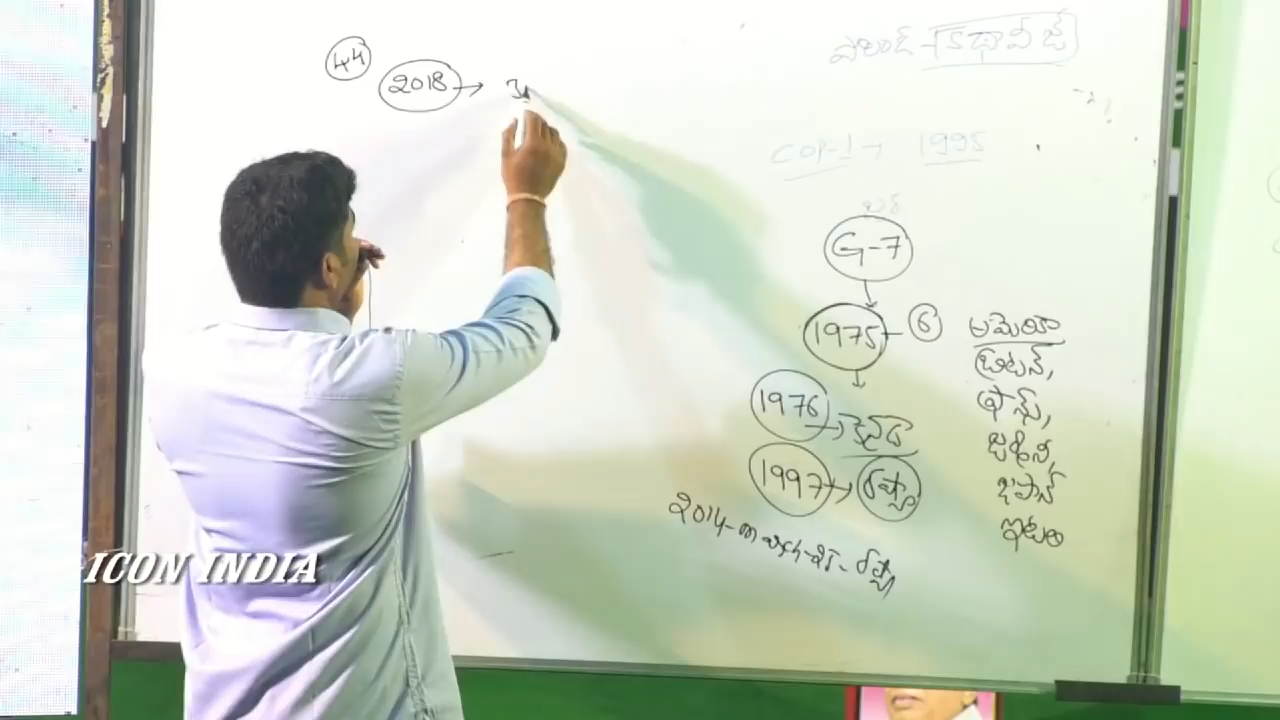 44
2018 →
పోలండ్ - కటోవిజ్
COP-1 → 1995
G-7
1975 - 6
అమెరికా
బ్రిటన్,
ఫ్రాన్స్,
1976 → కెనడా
జర్మనీ,
1997 → రష్యా
జపాన్
2014 -
రష్యా
ఇటలీ
ICON INDIA